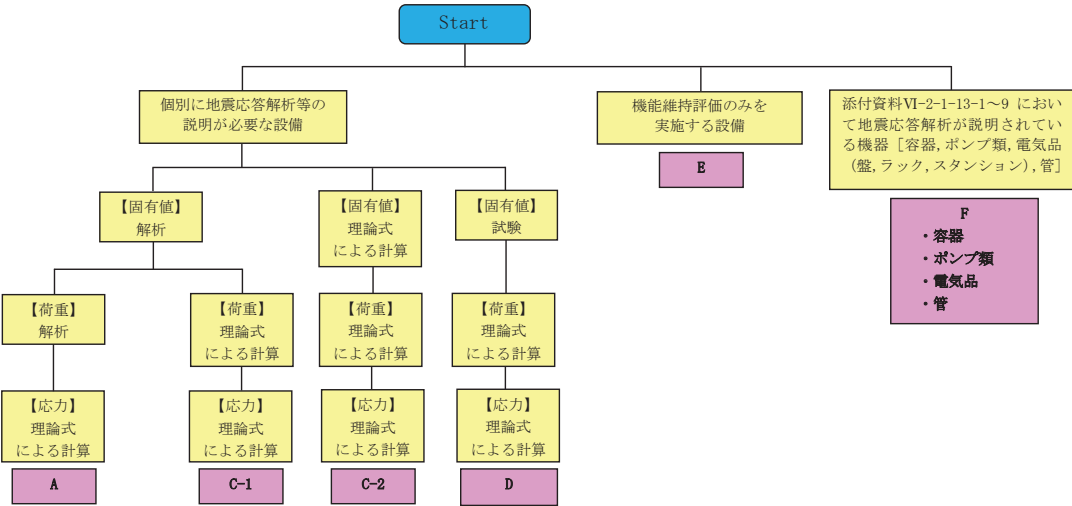 Start
個別に地震応答解析等の
説明が必要な設備
機能維持評価のみを
実施する設備
E
添付資料Ⅵ-2-1-13-1～9 におい
て地震応答解析が説明されてい
る機器［容器,ポンプ類,電気品
（盤,ラック,スタンション）,管］
F
・容器
・ポンプ類
・電気品
・管
【固有値】
解析
【固有値】
理論式
による計算
【固有値】
試験
【荷重】
解析
【荷重】
理論式
による計算
【荷重】
理論式
による計算
【荷重】
理論式
による計算
【応力】
理論式
による計算
【応力】
理論式
による計算
【応力】
理論式
による計算
【応力】
理論式
による計算
A
C-1
C-2
D